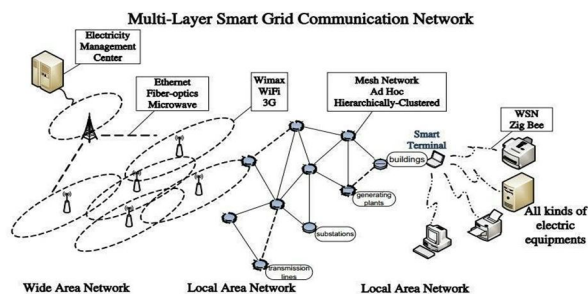 Multi-Layer Smart Grid Communication Network
Electricity
Management
Center
Ethernet
Fiber-optics
Microwave
Wimax
WiFi
3G
Mesh Network
Ad Hoc
Hierarchically-Clustered
WSN
Zig Bee
Smart
Terminal
buildings
generating
plants
substations
transmission
lines
All kinds of
electric
equipments
Wide Area Network
Local Area Network
Local Area Network